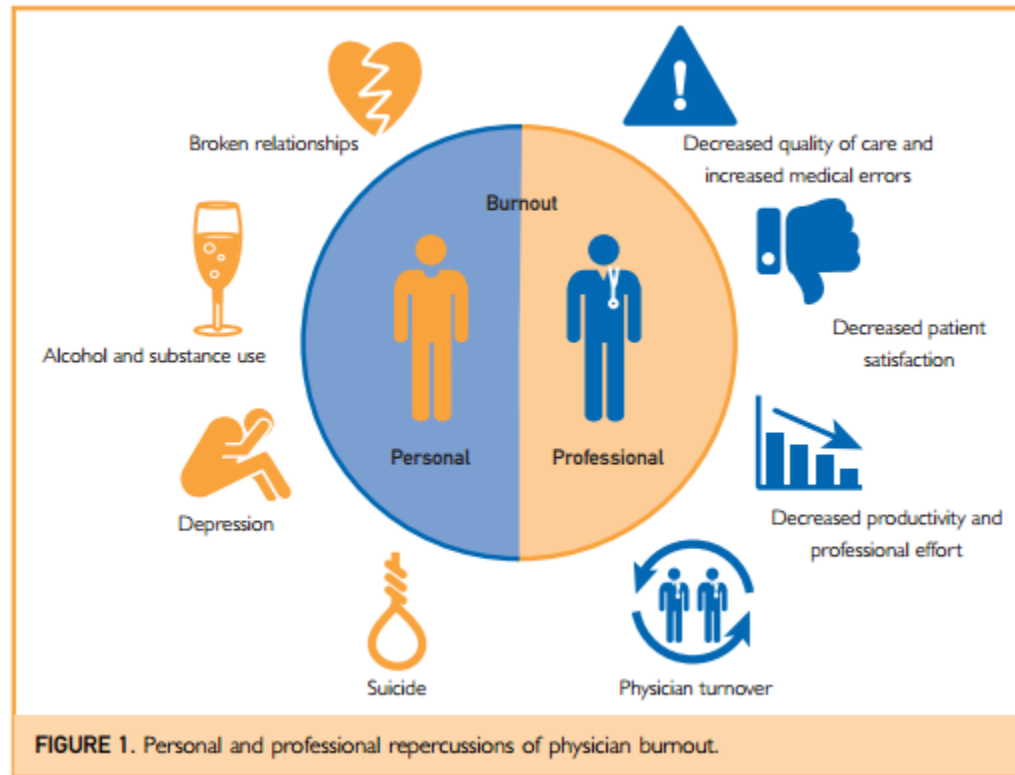 Broken relationships
Decreased quality of care and
increased medical errors
Burnout
Alcohol and substance use
Decreased patient
satisfaction
Personal
Professional
Depression
Decreased productivity and
professional effort
Suicide
Physician turnover
FIGURE 1. Personal and professional repercussions of physician burnout.